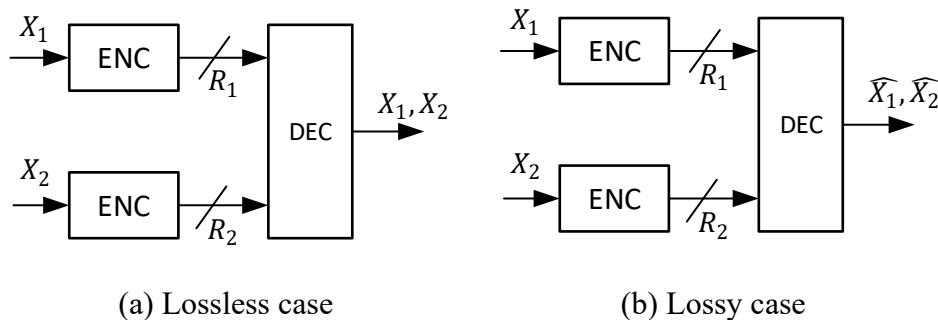 X₁ ENC R₁
X₂ ENC R₂
DEC
X₁, X₂
(a) Lossless case
X₁ ENC R₁
X₂ ENC R₂
DEC
X̂₁, X̂₂
(b) Lossy case